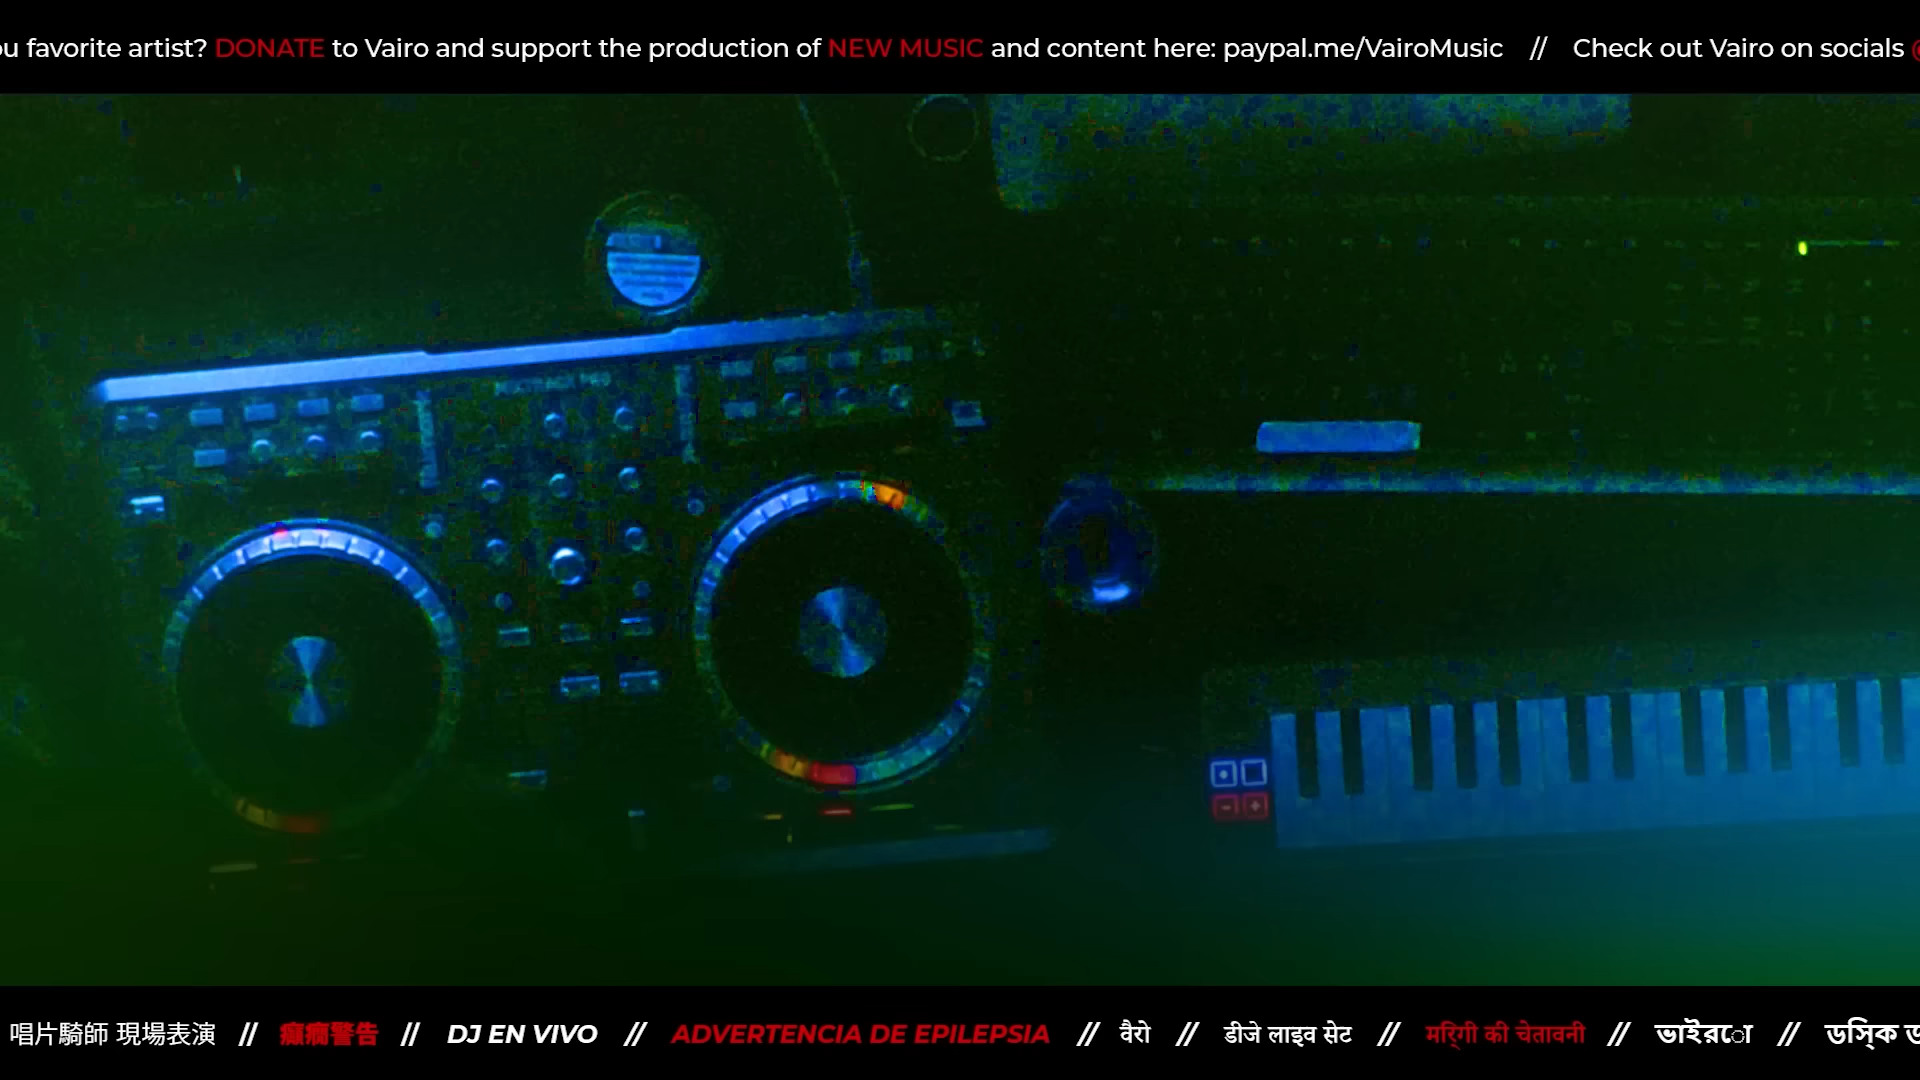 ou favorite artist? DONATE to Vairo and support the production of NEW MUSIC and content here: paypal.me/VairoMusic // Check out Vairo on socials
唱片騎師 現場表演 // 癲癇警告 // DJ EN VIVO // ADVERTENCIA DE EPILEPSIA // वैरो // डीजे लाइव सेट // मिर्गी की चेतावनी // ভাইরো // ডিস্ক